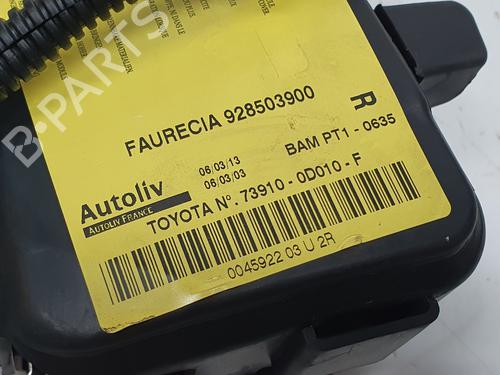 FAURECIA 928503900
R
06/03/13
06/03/03
BAM PT1 - 0635
Autoliv
AUTOLIV FRANCE
TOYOTA N°. 73910 - 0D010 - F
0045922 03 U 2R
B-PARTS